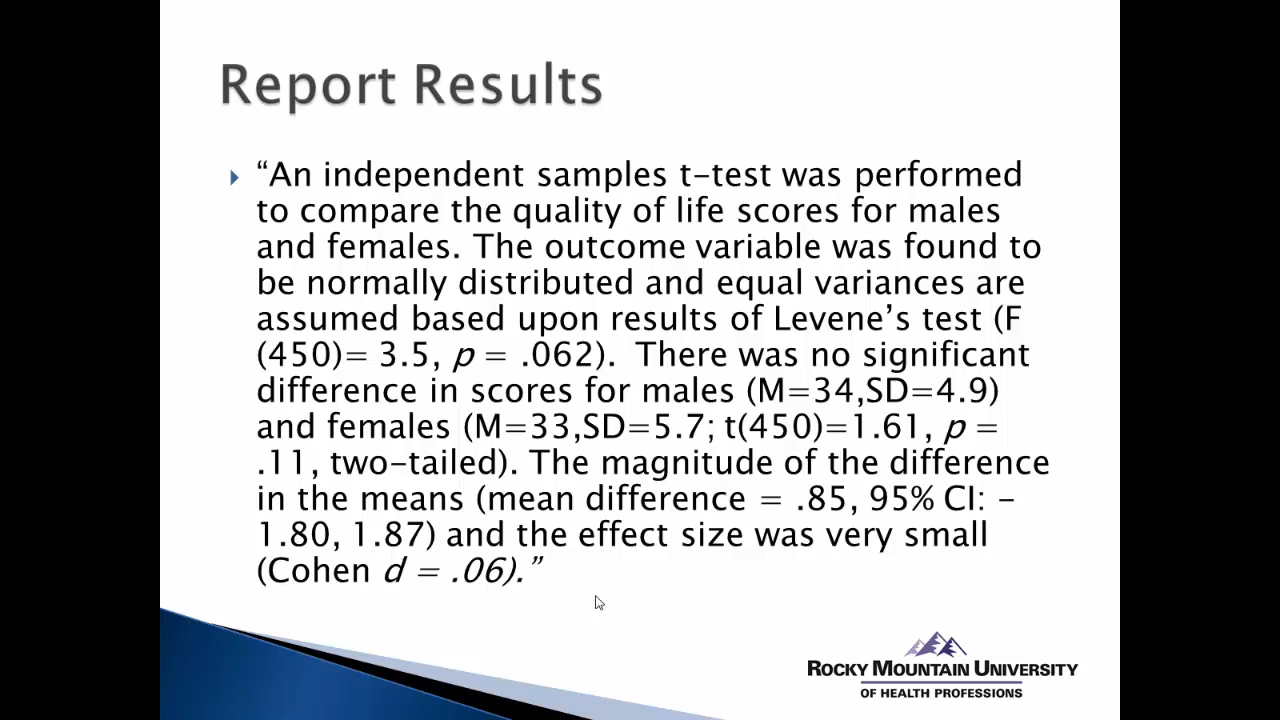 Report Results
“An independent samples t-test was performed
to compare the quality of life scores for males
and females. The outcome variable was found to
be normally distributed and equal variances are
assumed based upon results of Levene’s test (F
(450)= 3.5, p = .062).  There was no significant
difference in scores for males (M=34,SD=4.9)
and females (M=33,SD=5.7; t(450)=1.61, p =
.11, two-tailed). The magnitude of the difference
in the means (mean difference = .85, 95% CI: -
1.80, 1.87) and the effect size was very small
(Cohen d = .06).”
ROCKY MOUNTAIN UNIVERSITY
OF HEALTH PROFESSIONS